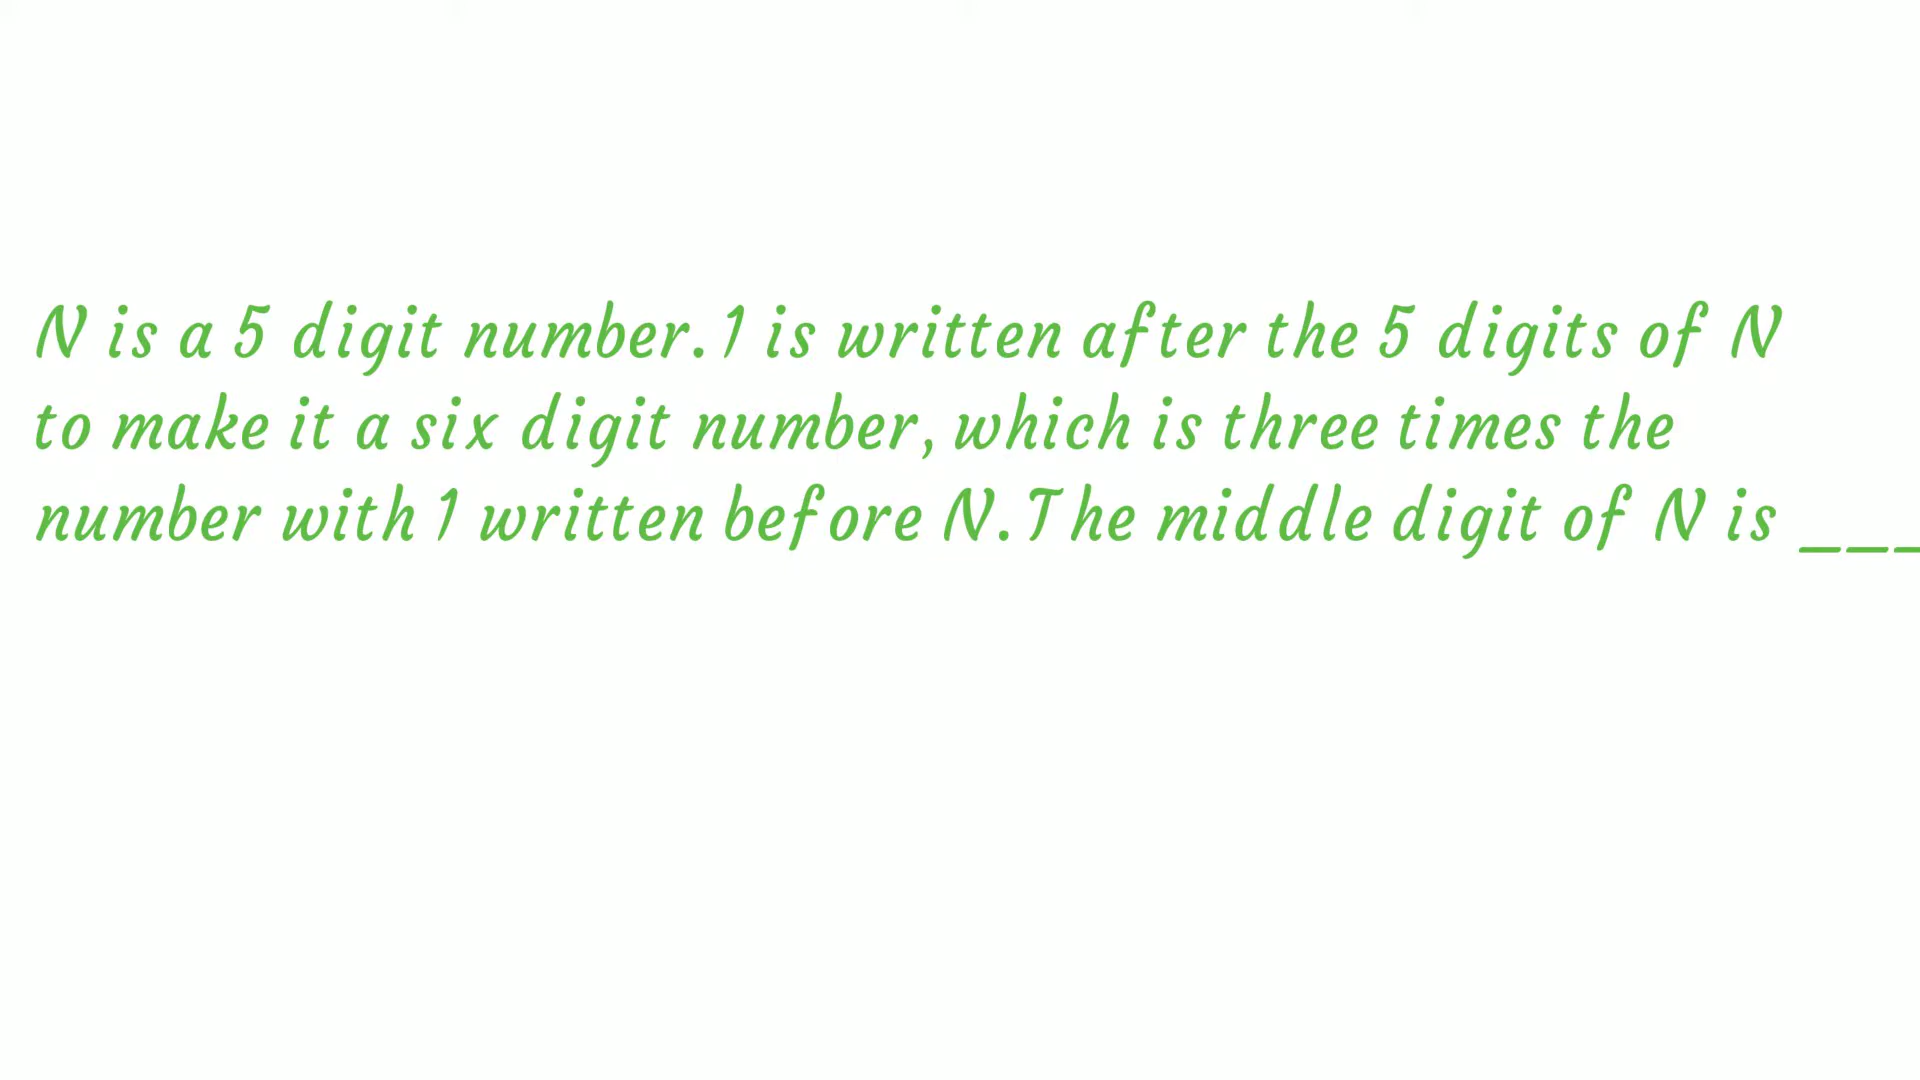 N is a 5 digit number. 1 is written after the 5 digits of N
to make it a six digit number, which is three times the
number with 1 written before N. The middle digit of N is ___